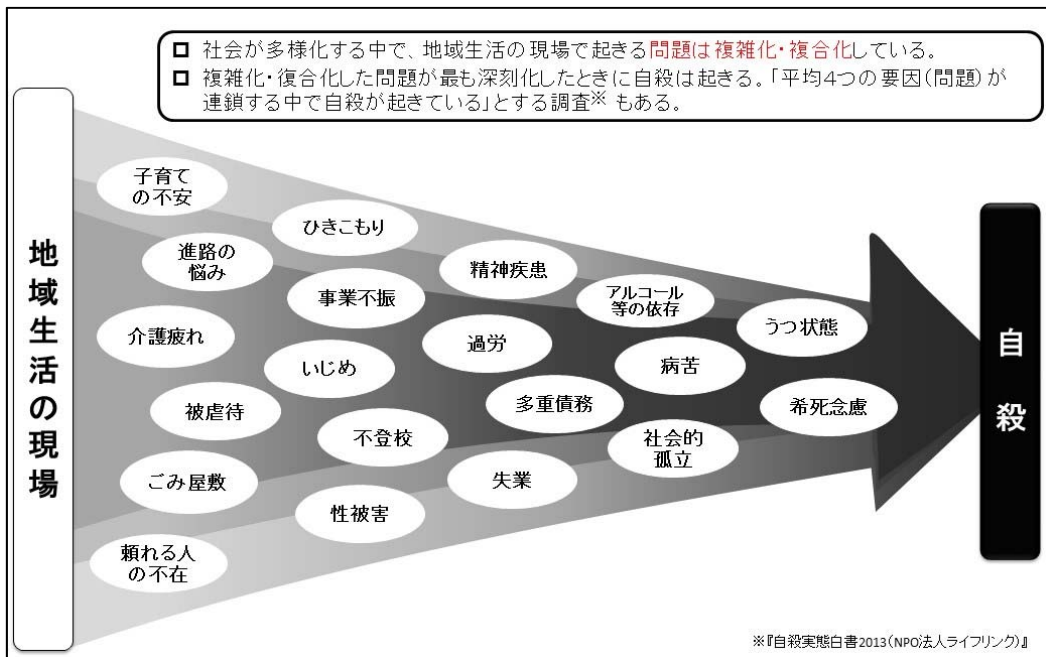 □ 社会が多様化する中で、地域生活の現場で起きる問題は複雑化・複合化している。
□ 複雑化・復合化した問題が最も深刻化したときに自殺は起きる。「平均4つの要因(問題)が
連鎖する中で自殺が起きている」とする調査※ もある。
地域生活の現場
子育て
の不安
進路の
悩み
介護疲れ
被虐待
ごみ屋敷
頼れる人
の不在
ひきこもり
事業不振
いじめ
不登校
性被害
精神疾患
過労
多重債務
失業
アルコール
等の依存
病苦
社会的
孤立
うつ状態
希死念慮
自殺
※『自殺実態白書2013(NPO法人ライフリンク)』